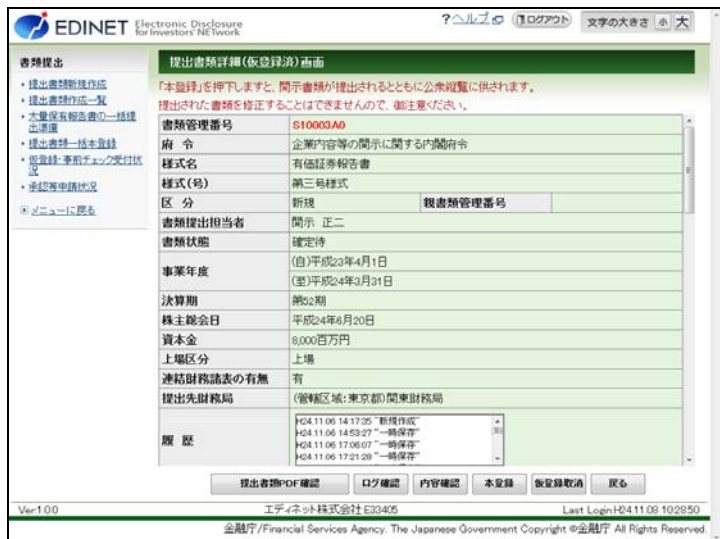 EDINET Electronic Disclosure for Investors' NETwork
?ヘルプ ログアウト 文字の大きさ 小 大
書類提出
・提出書類新規作成
・提出書類作成一覧
・大量保有報告書の一括提出準備
・提出書類一括本登録
・仮登録・事前チェック受付状況
・承認等申請状況
メニューに戻る
提出書類詳細(仮登録済)画面
「本登録」を押下しますと、開示書類が提出されるとともに公衆縦覧に供されます。
提出された書類を修正することはできませんので、御注意ください。
書類管理番号 S10003A0
府 令 企業内容等の開示に関する内閣府令
様式名 有価証券報告書
様式(号) 第三号様式
区 分 新規 親書類管理番号
書類提出担当者 開示 正二
書類状態 確定待
事業年度 (自)平成23年4月1日
(至)平成24年3月31日
決算期 第52期
株主総会日 平成24年6月20日
資本金 8,000百万円
上場区分 上場
連結財務諸表の有無 有
提出先財務局 (管轄区域:東京都)関東財務局
履 歴 H24.11.06 14:17:35 "新規作成"
H24.11.06 14:53:27 "一時保存"
H24.11.06 17:06:07 "一時保存"
H24.11.06 17:21:28 "一時保存"
提出書類PDF確認 ログ確認 内容確認 本登録 仮登録取消 戻る
Ver:1.0.0 エディネット株式会社 E33405 Last Login:H24.11.08 10:28:50
金融庁/Financial Services Agency. The Japanese Government Copyright ©金融庁 All Rights Reserved.